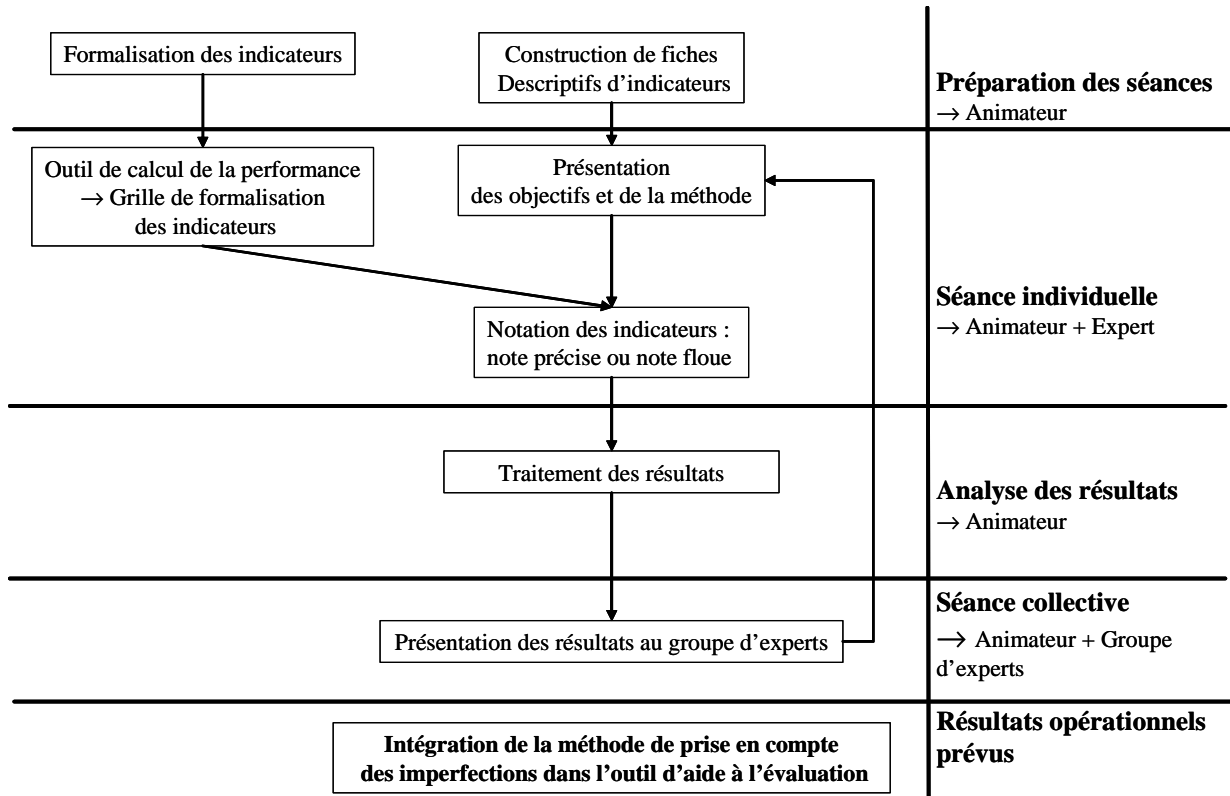 Formalisation des indicateurs
Construction de fiches
Descriptifs d'indicateurs
Préparation des séances
→ Animateur
Outil de calcul de la performance
→ Grille de formalisation
des indicateurs
Présentation
des objectifs et de la méthode
Notation des indicateurs :
note précise ou note floue
Séance individuelle
→ Animateur + Expert
Traitement des résultats
Analyse des résultats
→ Animateur
Présentation des résultats au groupe d'experts
Séance collective
→ Animateur + Groupe
d'experts
Intégration de la méthode de prise en compte
des imperfections dans l'outil d'aide à l'évaluation
Résultats opérationnels
prévus